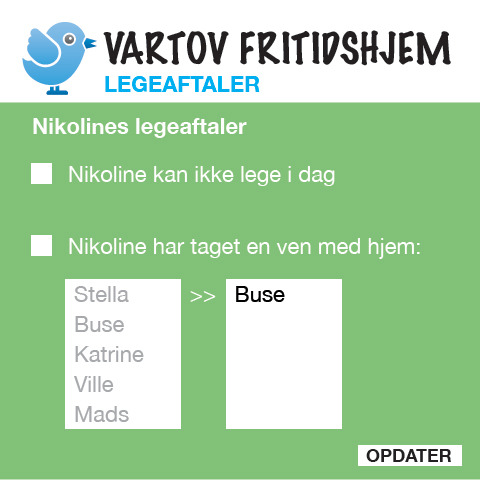 VARTOV FRITIDSHJEM
LEGEAFTALER
Nikolines legeaftaler
Nikoline kan ikke lege i dag
Nikoline har taget en ven med hjem:
Stella >> Buse
Buse
Katrine
Ville
Mads
OPDATER